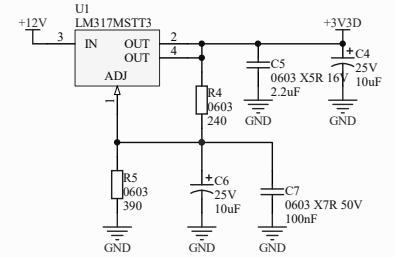 U1
LM317MSTT3
+12V
+3V3D
3
IN
OUT
2
OUT
4
ADJ
1
C5
0603 X5R 16V
2.2uF
GND
C4
25V
10uF
GND
R4
0603
240
R5
0603
390
GND
C6
25V
10uF
GND
C7
0603 X7R 50V
100nF
GND